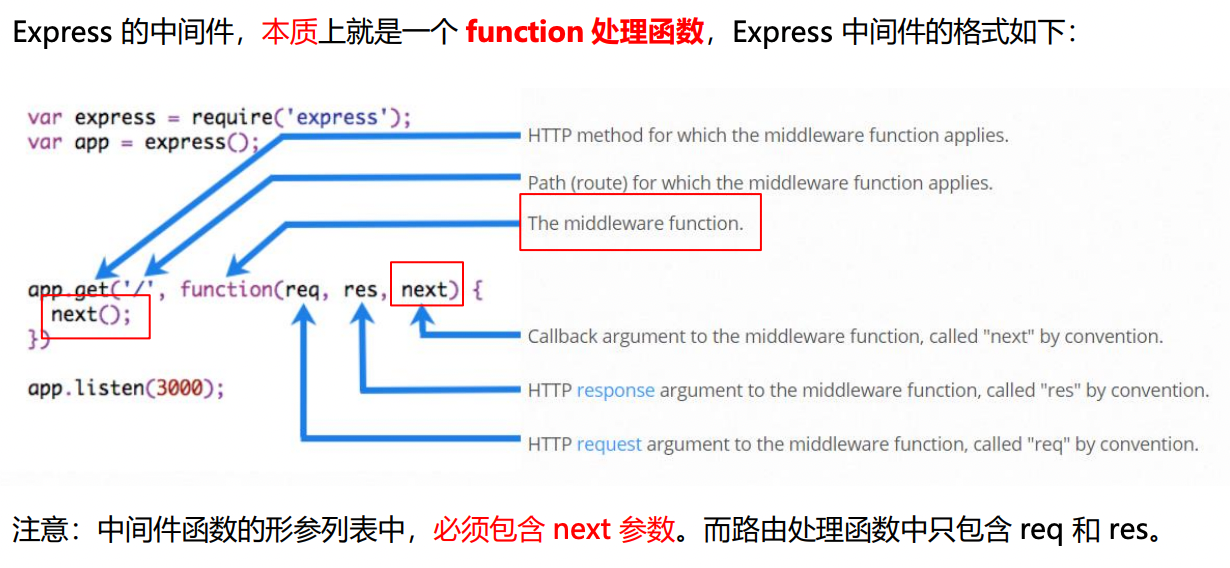 Express 的中间件，本质上就是一个 function 处理函数，Express 中间件的格式如下：
var express = require('express');
var app = express();
HTTP method for which the middleware function applies.
Path (route) for which the middleware function applies.
The middleware function.
app.get('/', function(req, res, next) {
next();
})
Callback argument to the middleware function, called "next" by convention.
app.listen(3000);
HTTP response argument to the middleware function, called "res" by convention.
HTTP request argument to the middleware function, called "req" by convention.
注意：中间件函数的形参列表中，必须包含 next 参数。而路由处理函数中只包含 req 和 res。